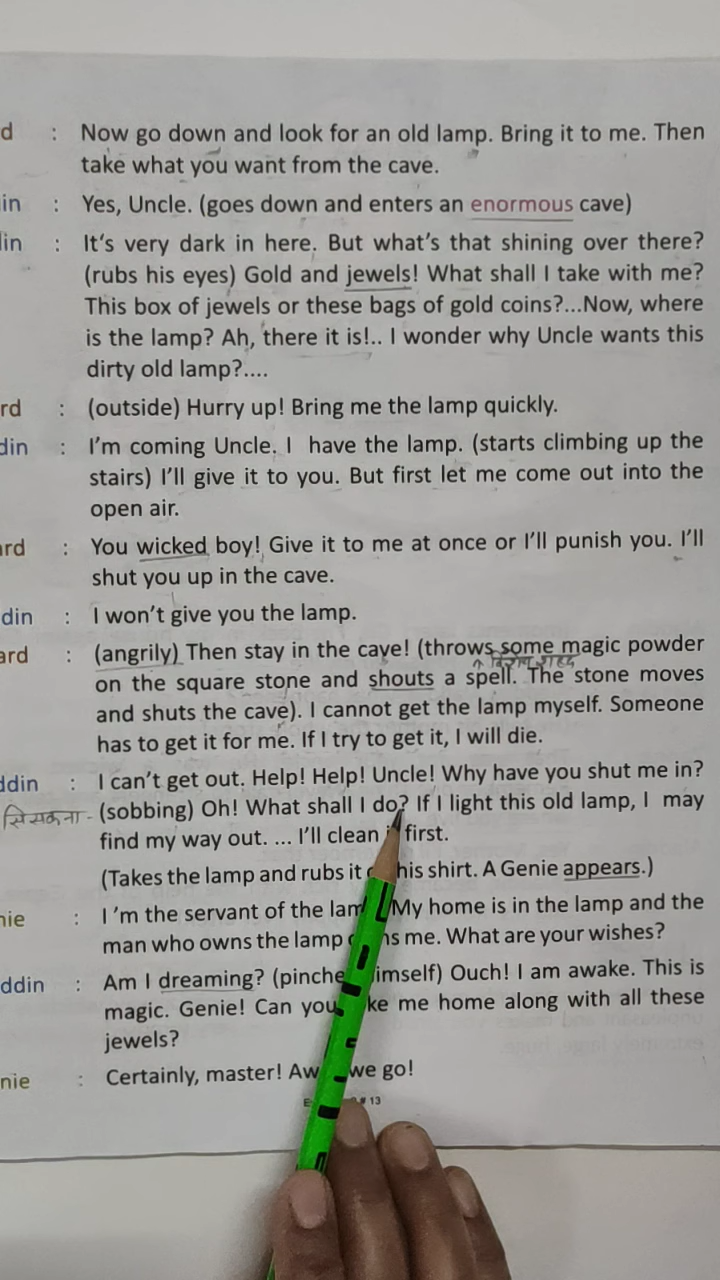 d : Now go down and look for an old lamp. Bring it to me. Then
take what you want from the cave.
in : Yes, Uncle. (goes down and enters an enormous cave)
lin : It's very dark in here. But what's that shining over there?
(rubs his eyes) Gold and jewels! What shall I take with me?
This box of jewels or these bags of gold coins?...Now, where
is the lamp? Ah, there it is!.. I wonder why Uncle wants this
dirty old lamp?....
rd : (outside) Hurry up! Bring me the lamp quickly.
din : I'm coming Uncle. I have the lamp. (starts climbing up the
stairs) I'll give it to you. But first let me come out into the
open air.
ard : You wicked boy! Give it to me at once or I'll punish you. I'll
shut you up in the cave.
din : I won't give you the lamp.
ard : (angrily) Then stay in the cave! (throws some magic powder
on the square stone and shouts a spell. The stone moves
and shuts the cave). I cannot get the lamp myself. Someone
has to get it for me. If I try to get it, I will die.
ddin : I can't get out. Help! Help! Uncle! Why have you shut me in?
सिसकना - (sobbing) Oh! What shall I do? If I light this old lamp, I may
find my way out. ... I'll clean first.
(Takes the lamp and rubs it his shirt. A Genie appears.)
nie : I 'm the servant of the lam My home is in the lamp and the
man who owns the lamp ns me. What are your wishes?
ddin : Am I dreaming? (pinche imself) Ouch! I am awake. This is
magic. Genie! Can you ke me home along with all these
jewels?
nie : Certainly, master! Aw we go!
13